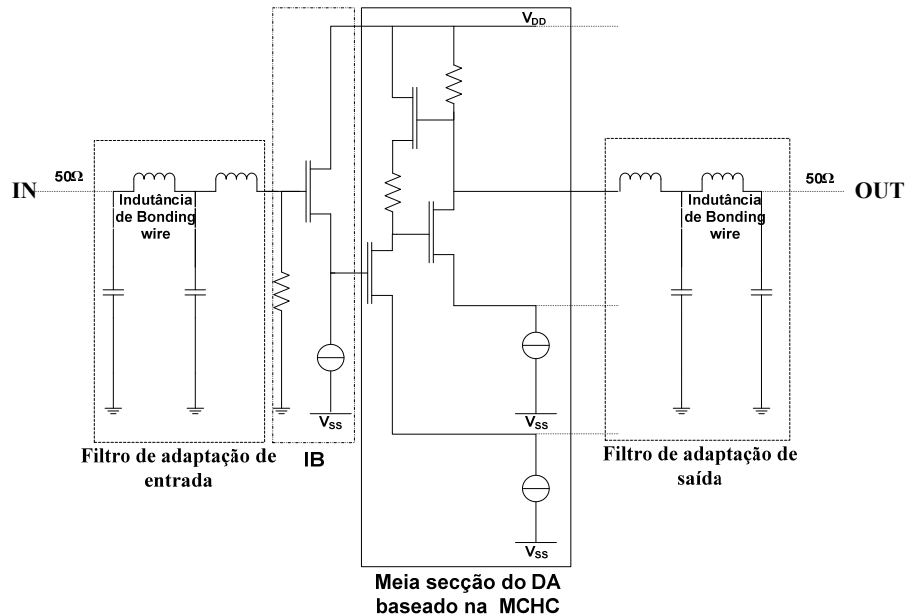 V_DD
50Ω
50Ω
IN
OUT
Indutância
de Bonding
wire
Indutância
de Bonding
wire
V_SS
V_SS
V_SS
Filtro de adaptação de
entrada
IB
Filtro de adaptação de
saída
Meia secção do DA
baseado na MCHC